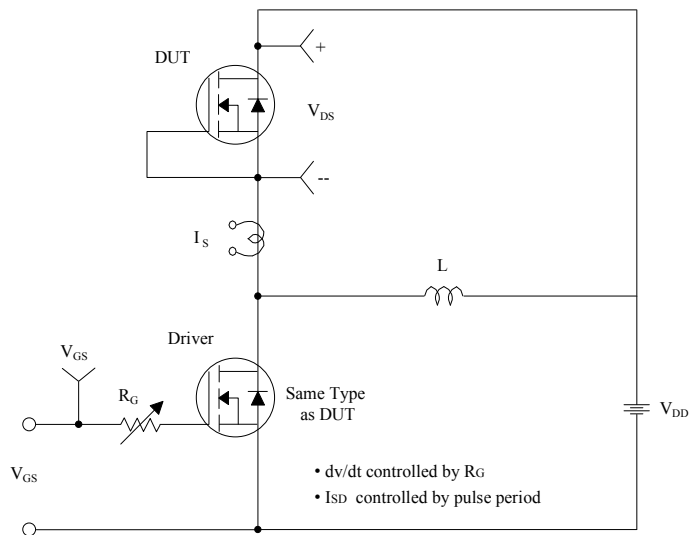 +
DUT
VDS
--
IS
L
Driver
VGS
RG
Same Type
as DUT
VDD
VGS
• dv/dt controlled by RG
• ISD controlled by pulse period